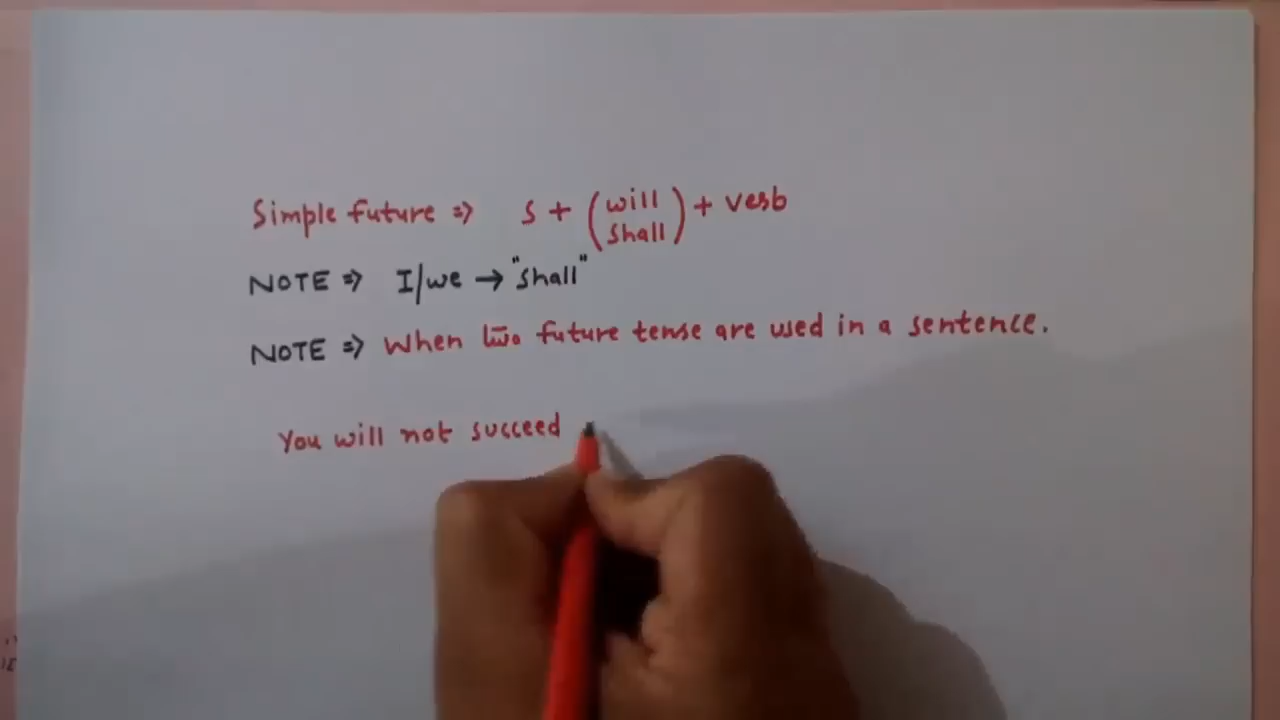 Simple future ⇒ S + (will shall) + verb
NOTE ⇒ I/we → "shall"
NOTE ⇒ When two future tense are used in a sentence.
You will not succeed